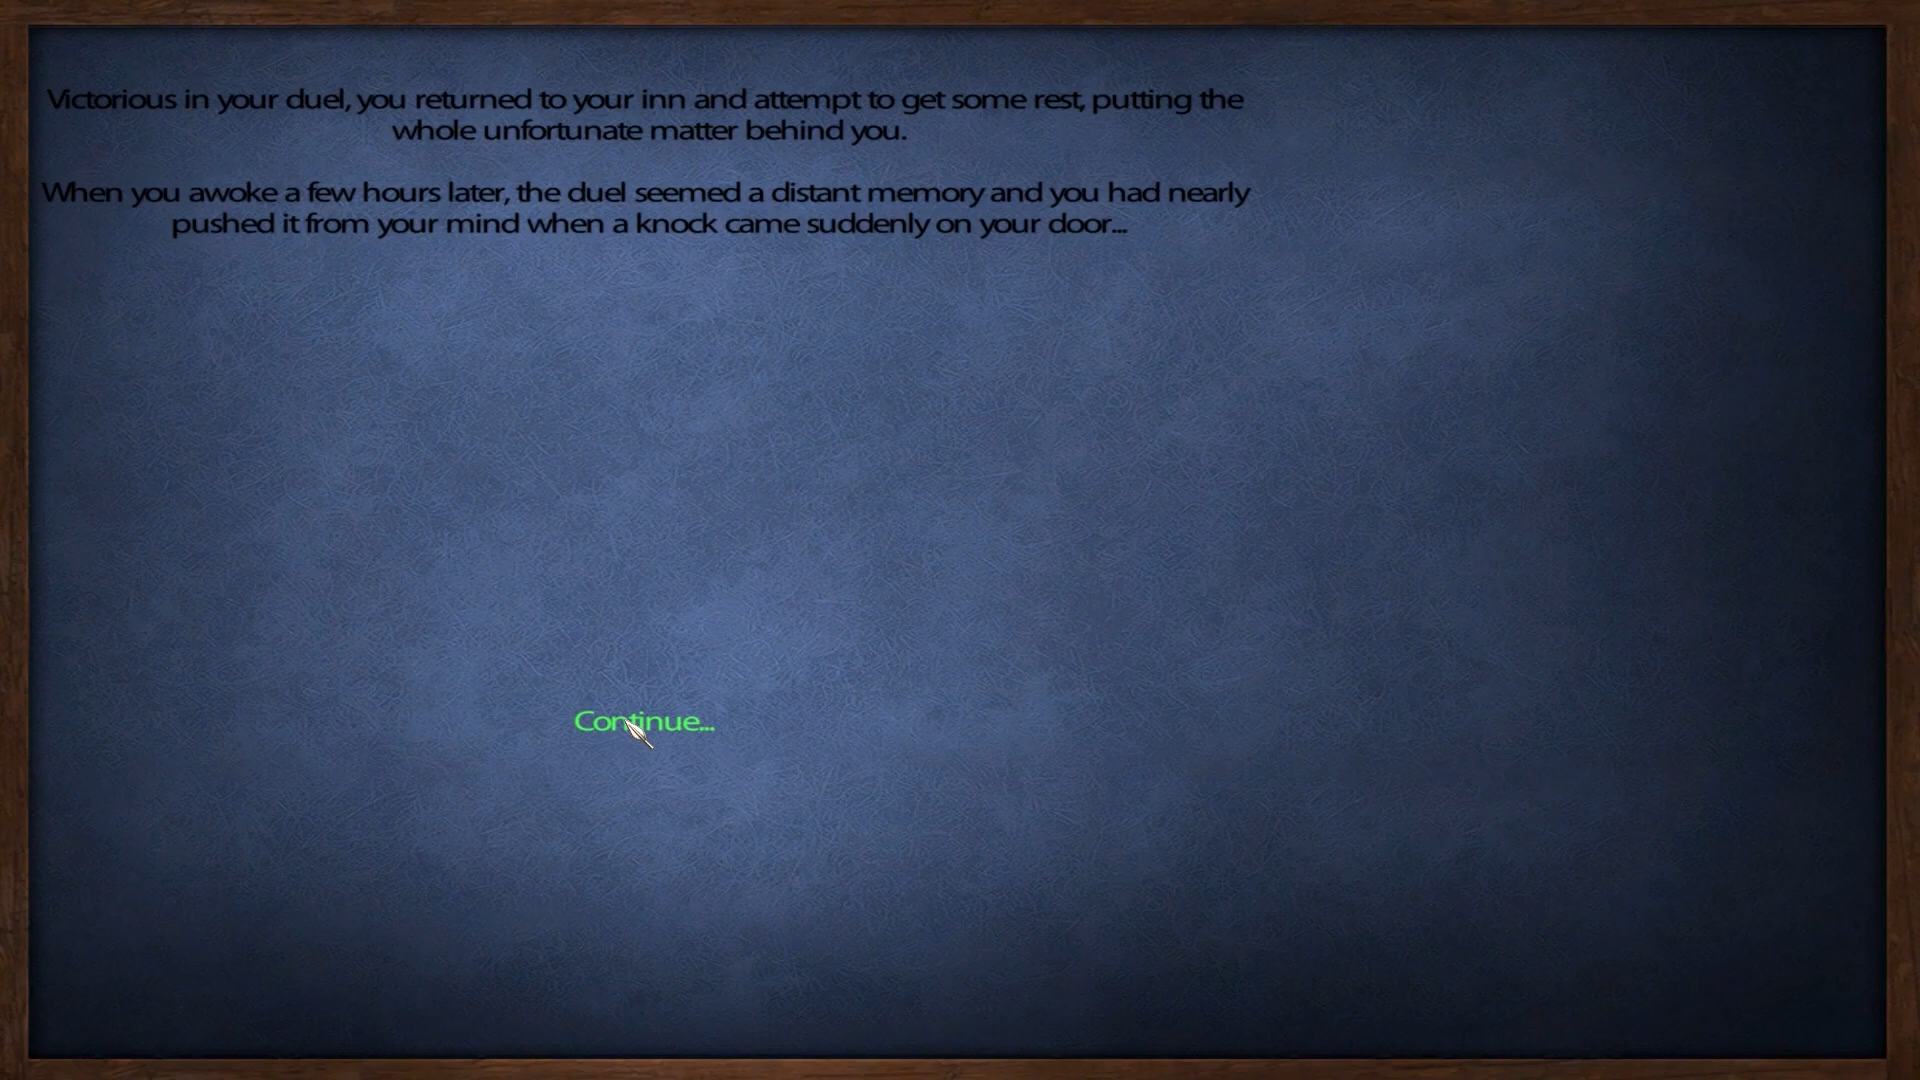 Victorious in your duel, you returned to your inn and attempt to get some rest, putting the
whole unfortunate matter behind you.
When you awoke a few hours later, the duel seemed a distant memory and you had nearly
pushed it from your mind when a knock came suddenly on your door...
Continue...